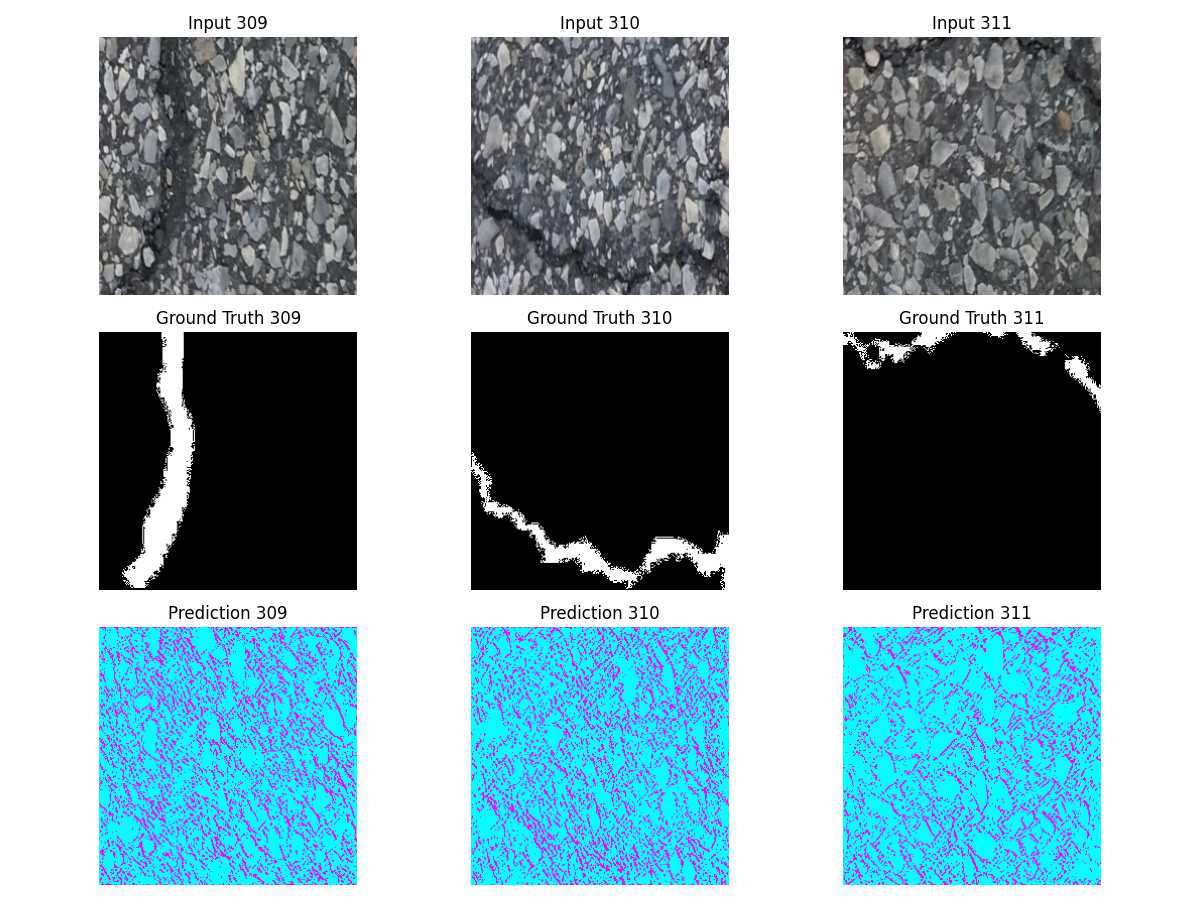 Input 309
Input 310
Input 311
Ground Truth 309
Ground Truth 310
Ground Truth 311
Prediction 309
Prediction 310
Prediction 311